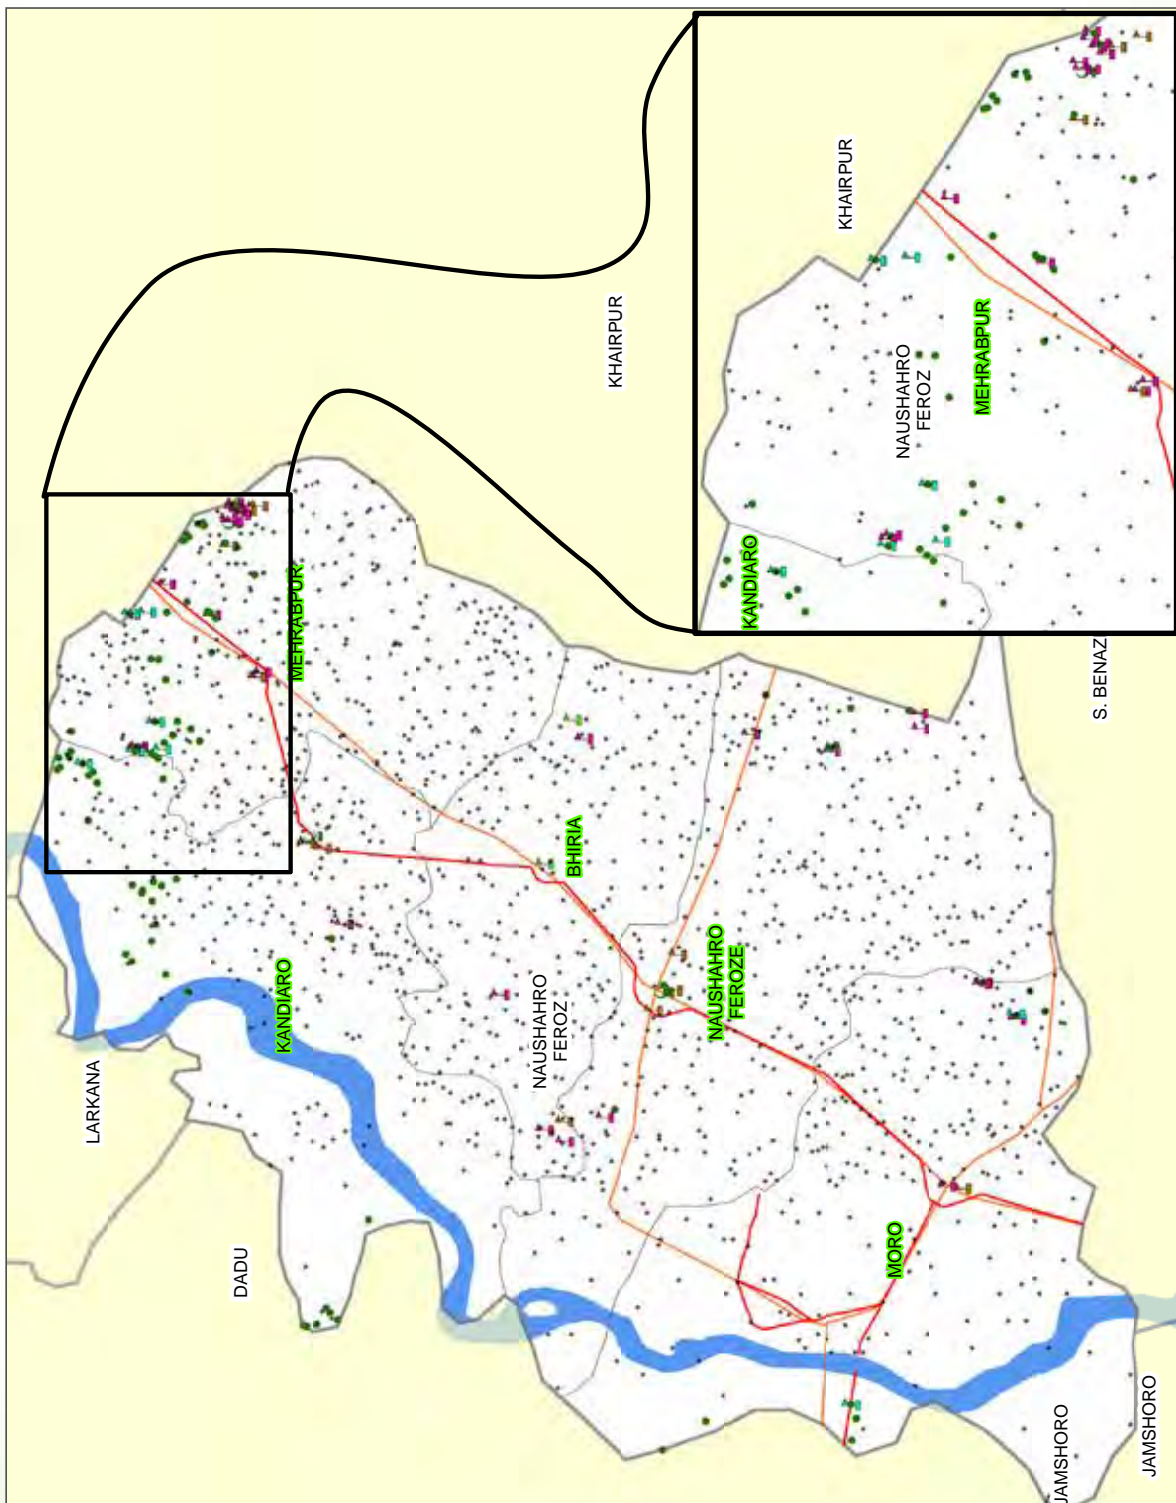 KHAIRPUR
NAUSHAHRO
FEROZ
MEHRABPUR
KANDIARO
KHAIRPUR
MEHRABPUR
S. BENAZ
BHIRIA
NAUSHAHRO
FEROZE
KANDIARO
NAUSHAHRO
FEROZ
LARKANA
DADU
MORO
JAMSHORO
JAMSHORO